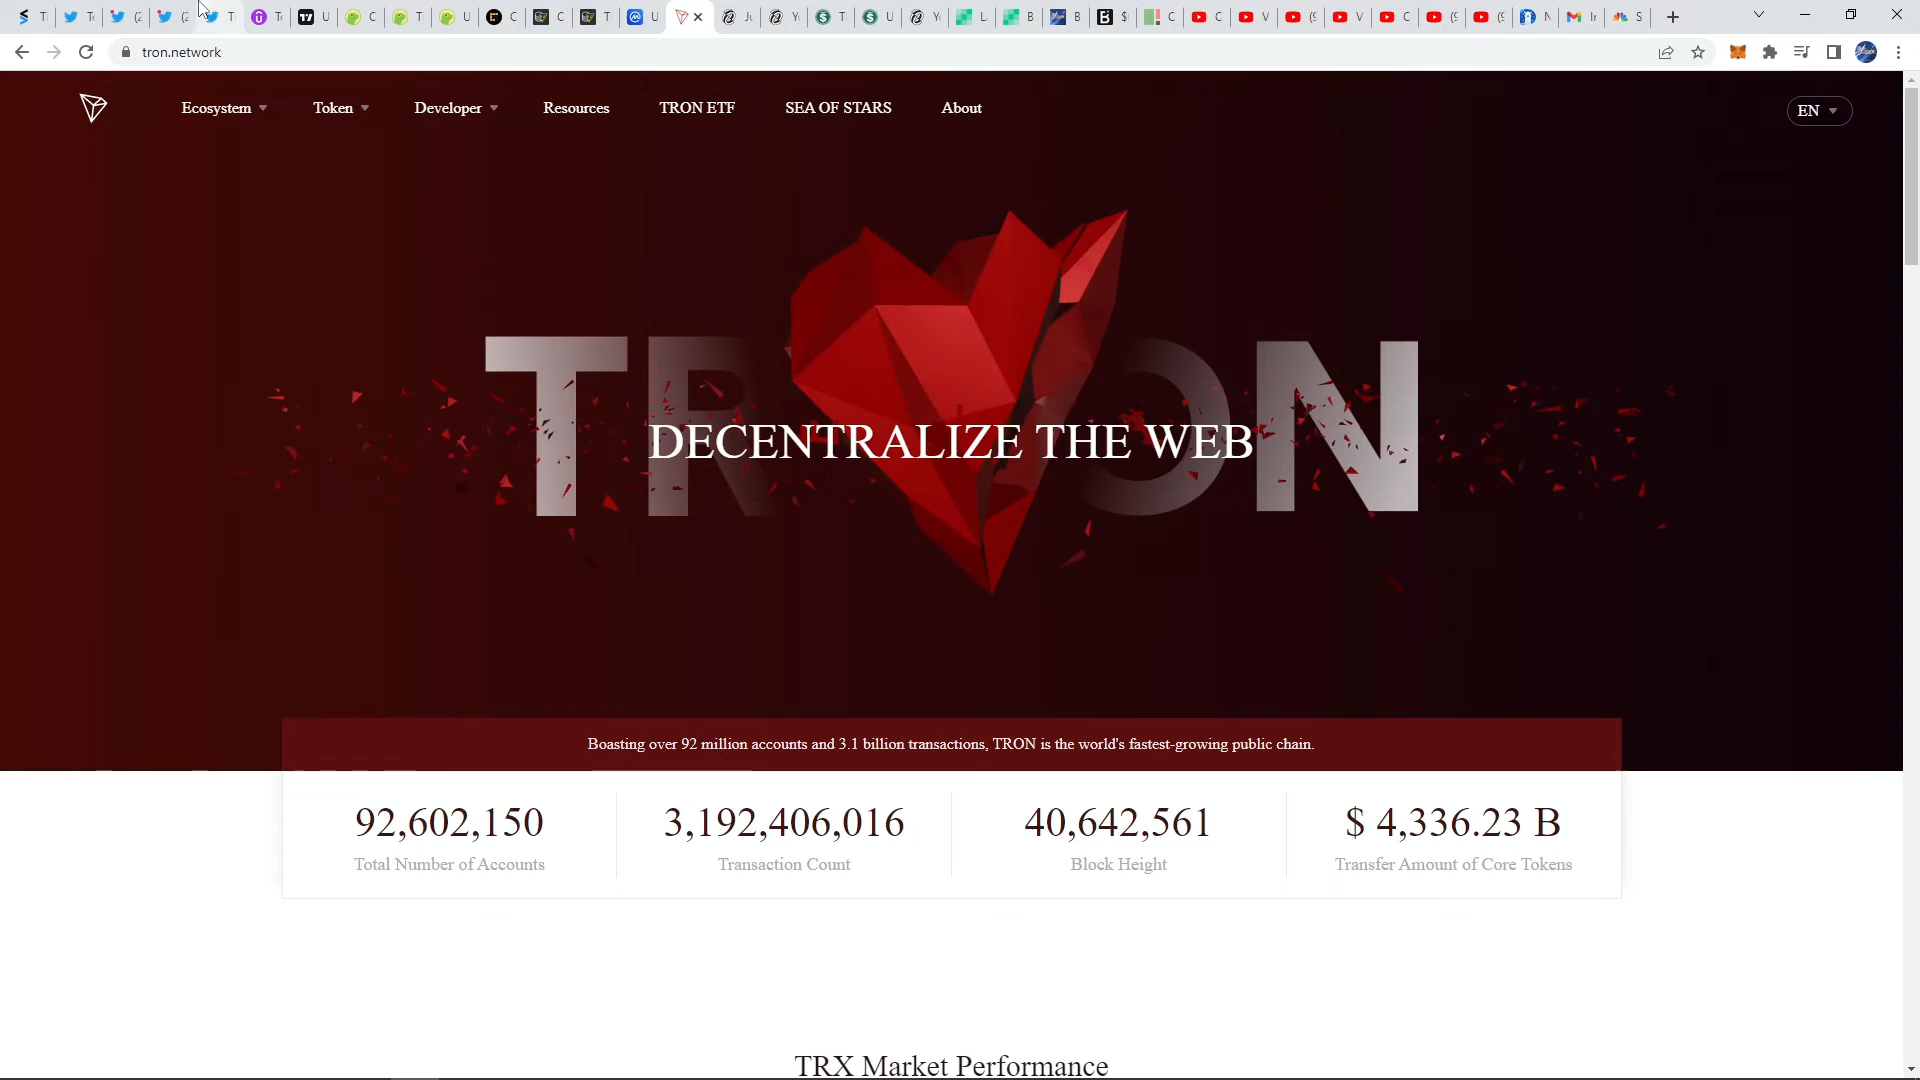 tron.network
Ecosystem Token Developer Resources TRON ETF SEA OF STARS About EN
TRON
DECENTRALIZE THE WEB
Boasting over 92 million accounts and 3.1 billion transactions, TRON is the world's fastest-growing public chain.
92,602,150 3,192,406,016 40,642,561 $ 4,336.23 B
Total Number of Accounts Transaction Count Block Height Transfer Amount of Core Tokens
TRX Market Performance